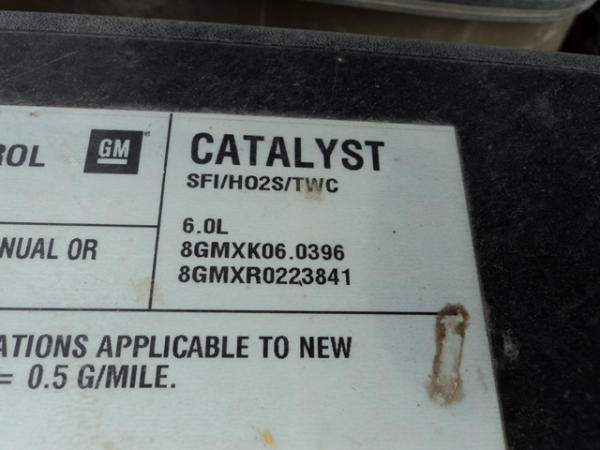 ROL GM
CATALYST
SFI/HO2S/TWC
6.0L
8GMXK06.0396
8GMXR0223841
NUAL OR
ATIONS APPLICABLE TO NEW
= 0.5 G/MILE.